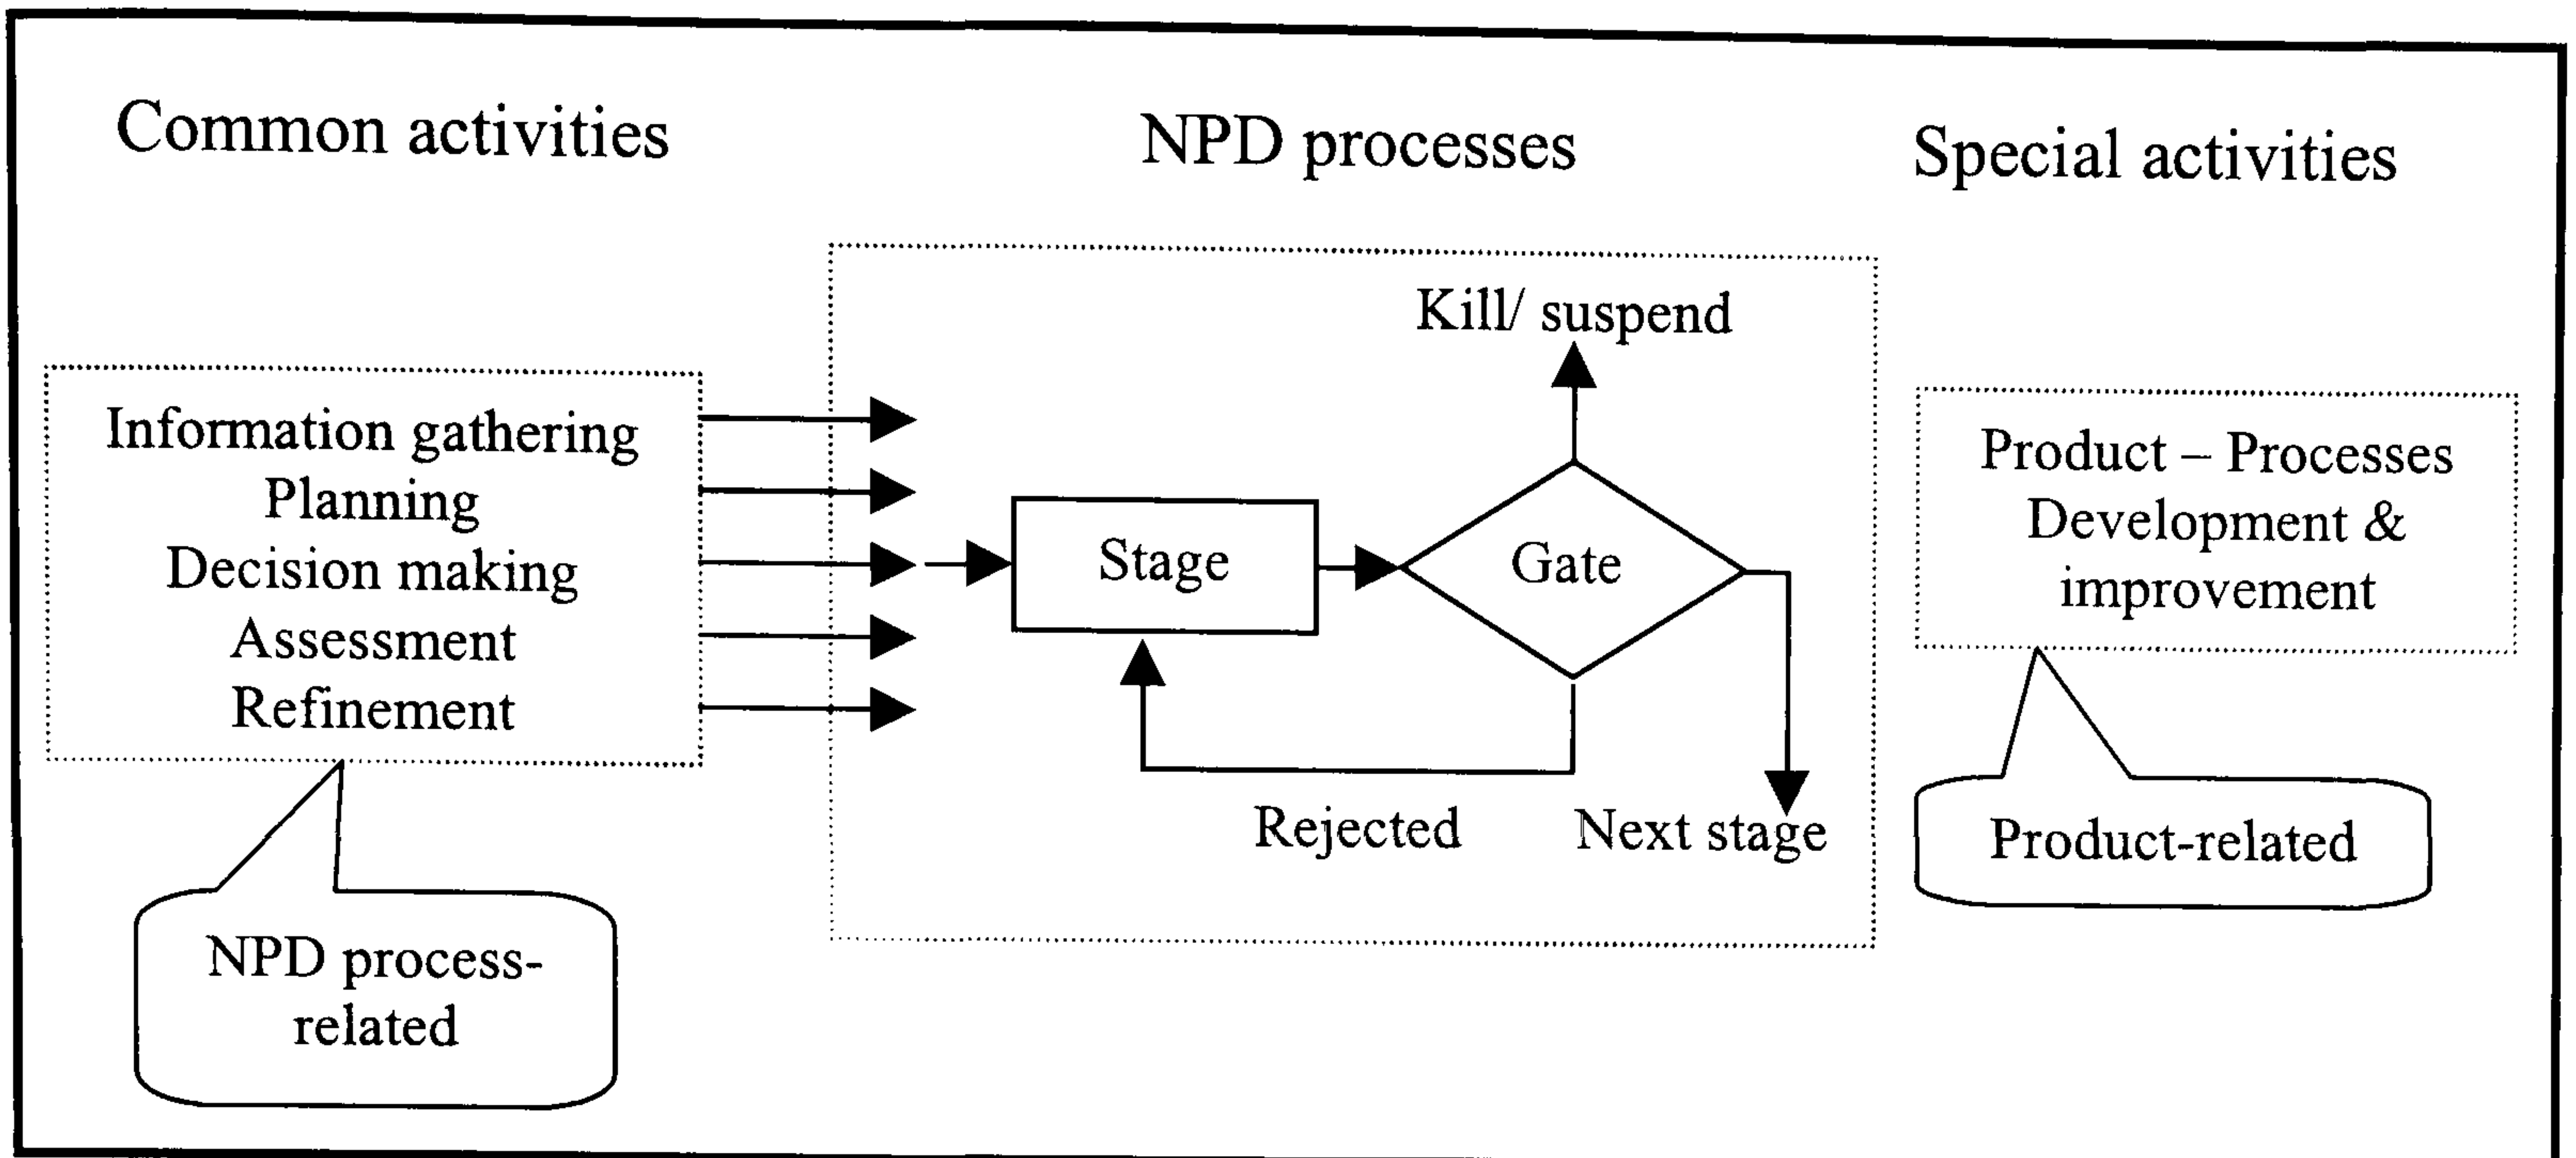 Common activities
NPD processes
Special activities
Information gathering
Planning
Decision making
Assessment
Refinement
NPD process-
related
Kill/ suspend
Stage
Gate
Rejected
Next stage
Product – Processes
Development &
improvement
Product-related